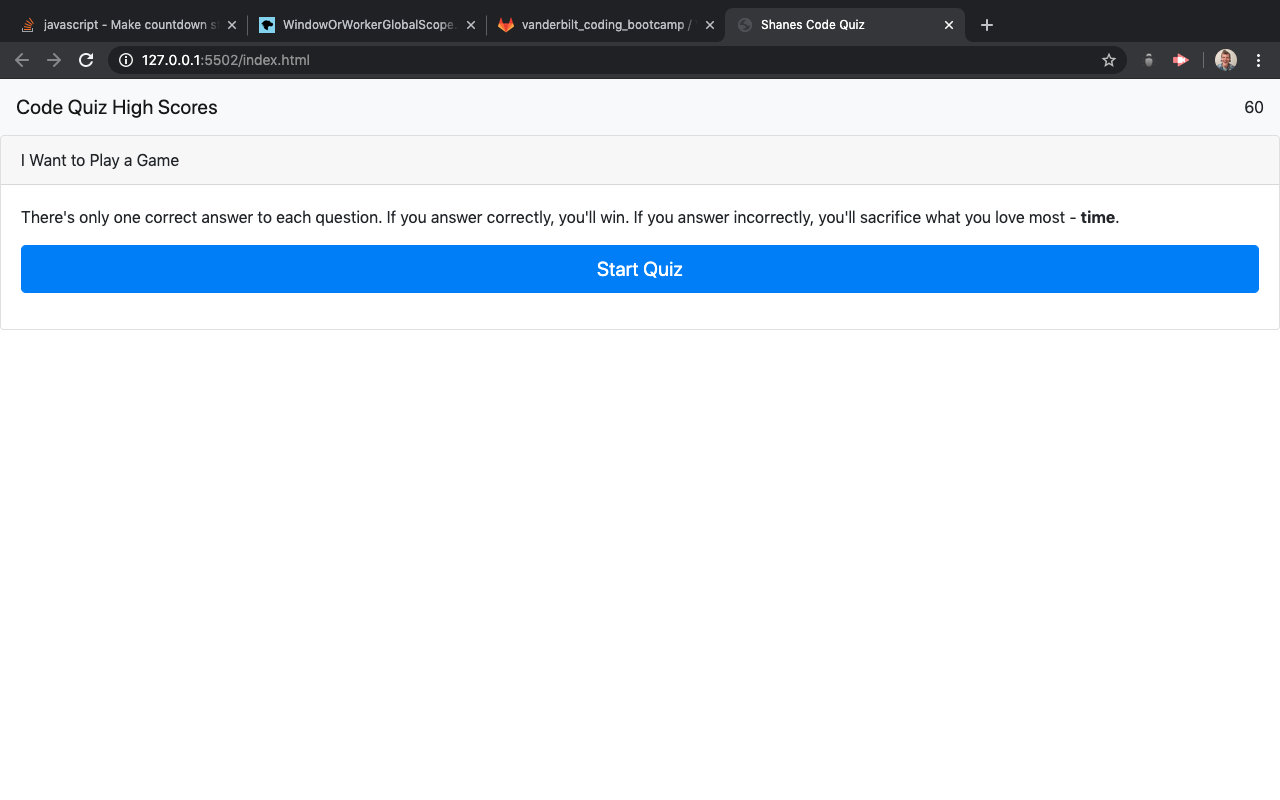 javascript - Make countdown s
WindowOrWorkerGlobalScope.
vanderbilt_coding_bootcamp /
Shanes Code Quiz
127.0.0.1:5502/index.html
Code Quiz High Scores
60
I Want to Play a Game
There's only one correct answer to each question. If you answer correctly, you'll win. If you answer incorrectly, you'll sacrifice what you love most - time.
Start Quiz